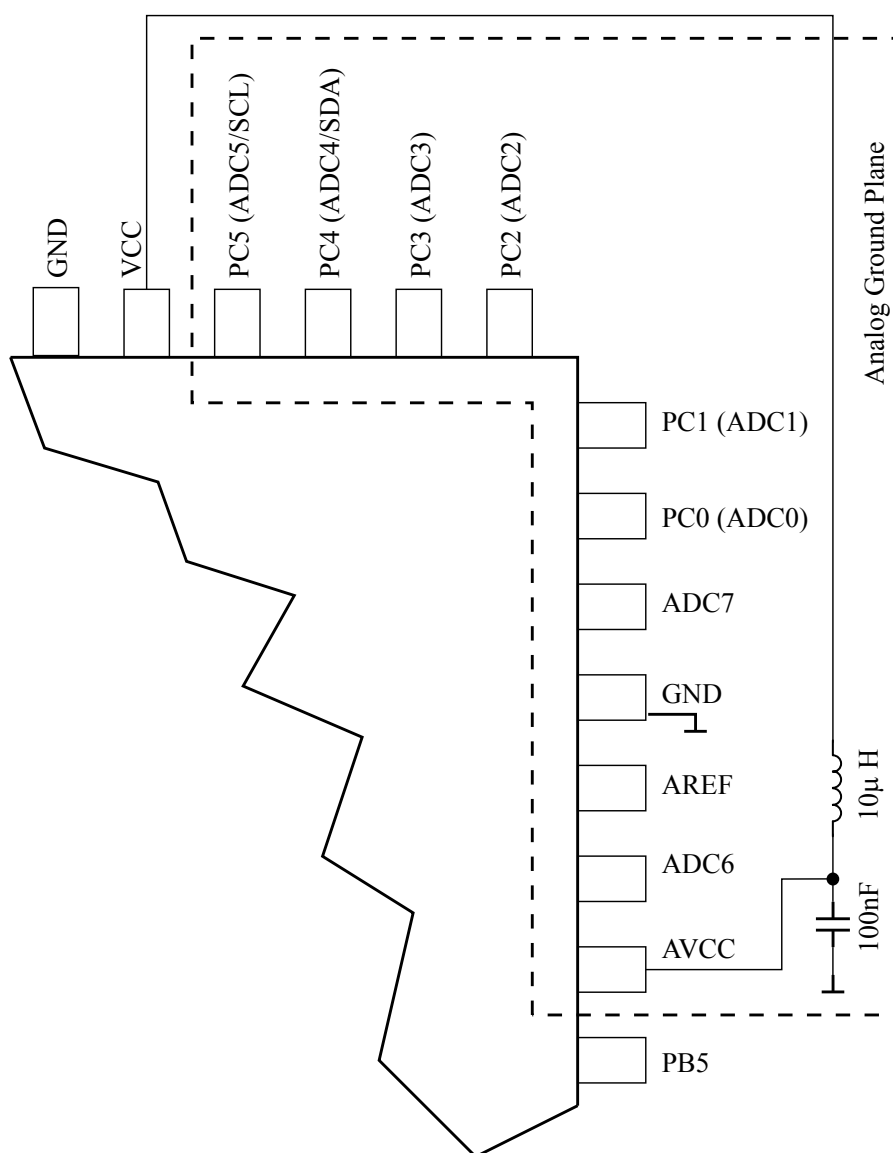 GND
VCC
PC5 (ADC5/SCL)
PC4 (ADC4/SDA)
PC3 (ADC3)
PC2 (ADC2)
Analog Ground Plane
PC1 (ADC1)
PC0 (ADC0)
ADC7
GND
AREF
ADC6
AVCC
PB5
10µ H
100nF